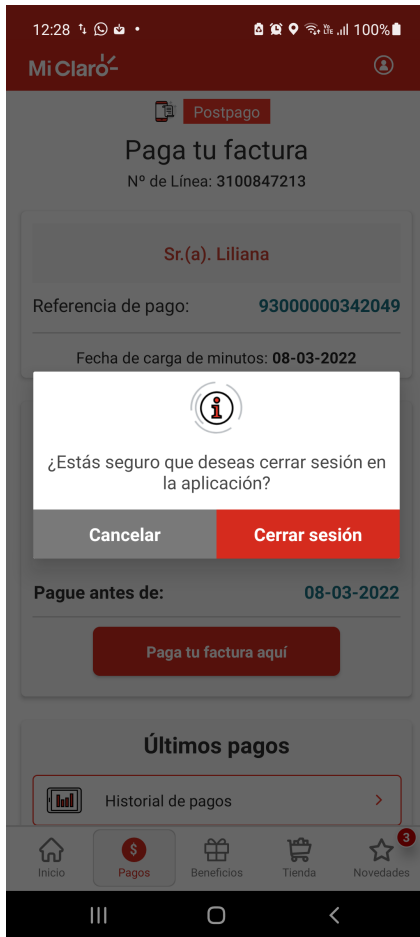 12:28
100%
Mi Claro
Postpago
Paga tu factura
Nº de Línea: 3100847213
Sr.(a). Liliana
Referencia de pago: 93000000342049
Fecha de carga de minutos: 08-03-2022
¿Estás seguro que deseas cerrar sesión en
la aplicación?
Cancelar
Cerrar sesión
Pague antes de: 08-03-2022
Paga tu factura aquí
Últimos pagos
Historial de pagos
3
Inicio
Pagos
Beneficios
Tienda
Novedades